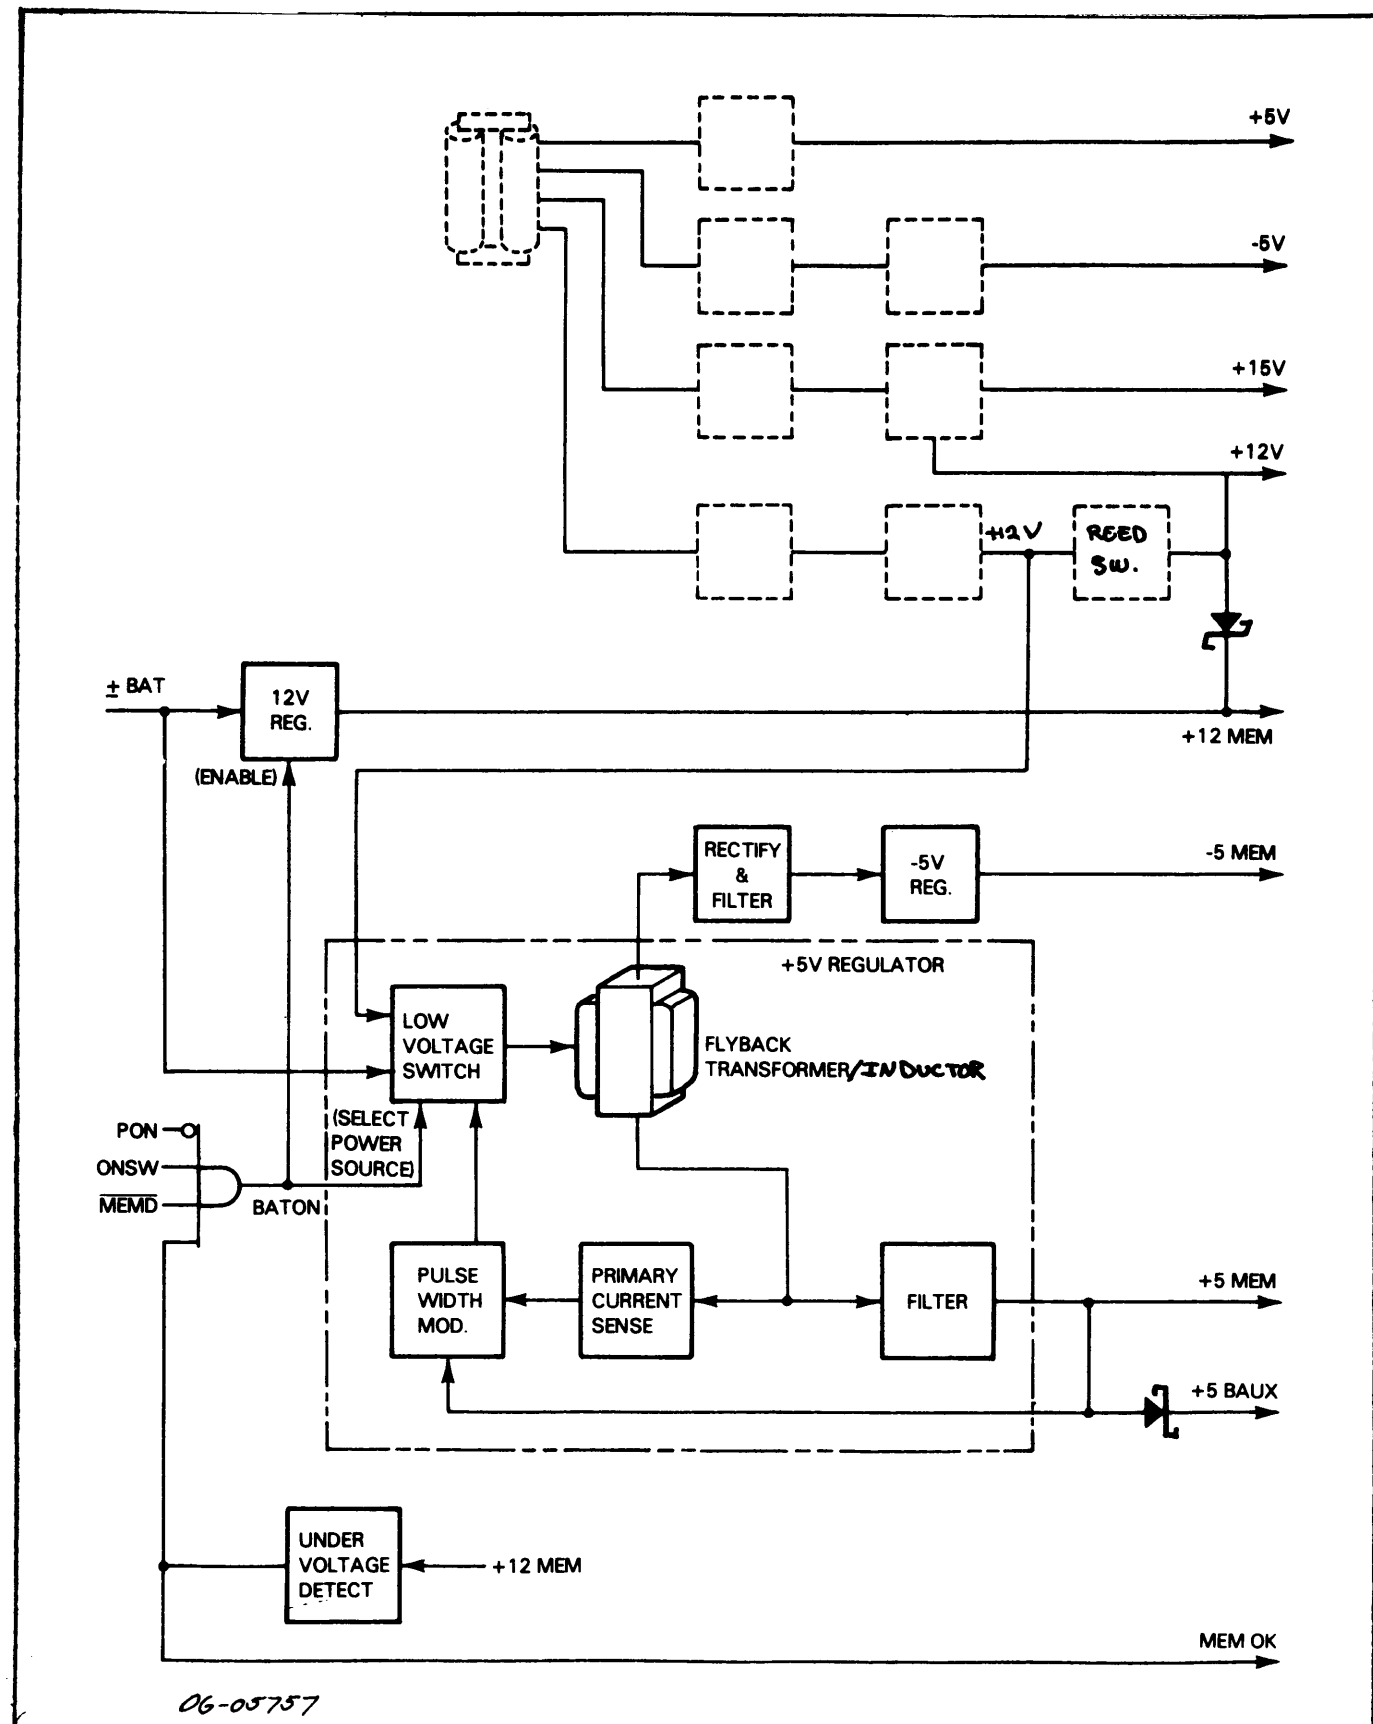 +5V
-5V
+15V
+12V
+12V
REED
SW.
± BAT
12V
REG.
(ENABLE)
+12 MEM
RECTIFY
&
FILTER
-5V
REG.
-5 MEM
+5V REGULATOR
LOW
VOLTAGE
SWITCH
FLYBACK
TRANSFORMER/INDUCTOR
(SELECT
POWER
SOURCE)
PON
ONSW
MEMD
BATON
PULSE
WIDTH
MOD.
PRIMARY
CURRENT
SENSE
FILTER
+5 MEM
+5 BAUX
UNDER
VOLTAGE
DETECT
+12 MEM
MEM OK
OG-05757